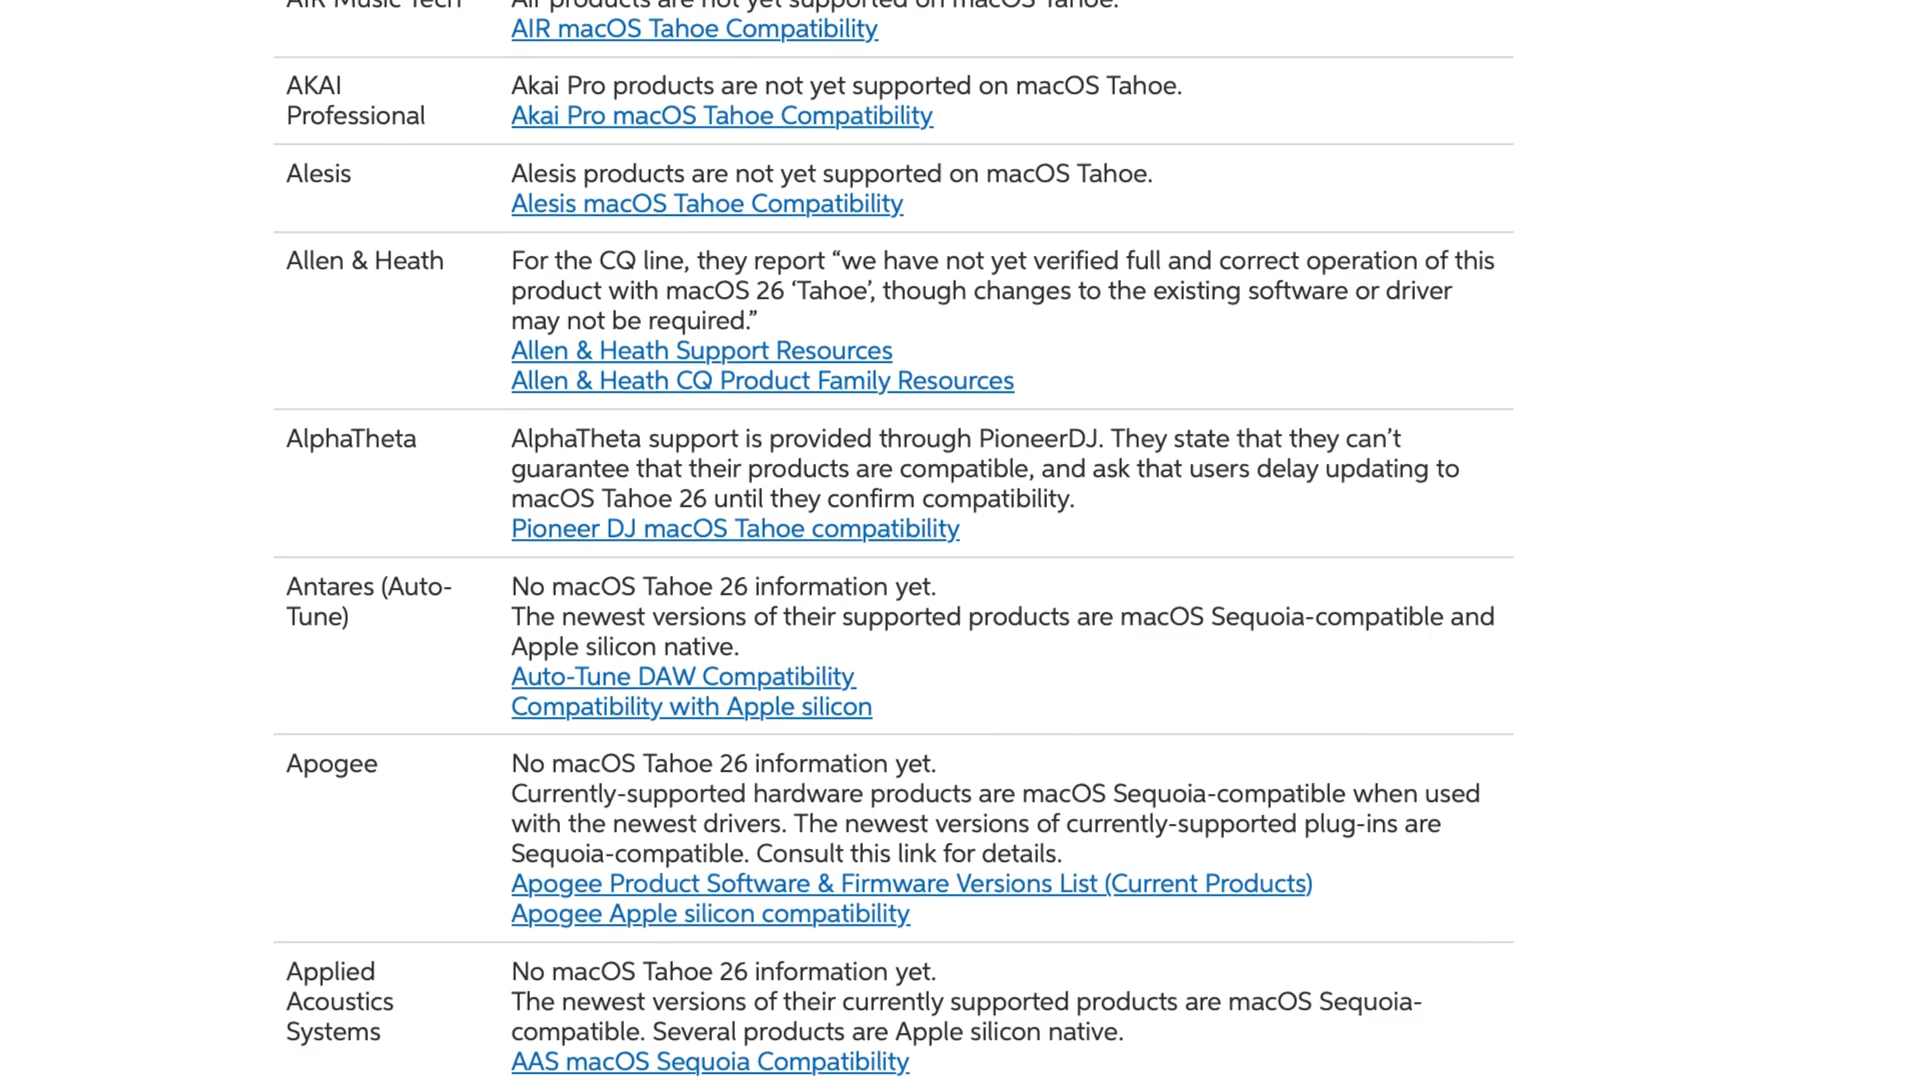 AIR Music Tech
Air products are not yet supported on macOS Tahoe.
AIR macOS Tahoe Compatibility
AKAI
Professional
Akai Pro products are not yet supported on macOS Tahoe.
Akai Pro macOS Tahoe Compatibility
Alesis
Alesis products are not yet supported on macOS Tahoe.
Alesis macOS Tahoe Compatibility
Allen & Heath
For the CQ line, they report “we have not yet verified full and correct operation of this
product with macOS 26 ‘Tahoe’, though changes to the existing software or driver
may not be required.”
Allen & Heath Support Resources
Allen & Heath CQ Product Family Resources
AlphaTheta
AlphaTheta support is provided through PioneerDJ. They state that they can’t
guarantee that their products are compatible, and ask that users delay updating to
macOS Tahoe 26 until they confirm compatibility.
Pioneer DJ macOS Tahoe compatibility
Antares (Auto-
Tune)
No macOS Tahoe 26 information yet.
The newest versions of their supported products are macOS Sequoia-compatible and
Apple silicon native.
Auto-Tune DAW Compatibility
Compatibility with Apple silicon
Apogee
No macOS Tahoe 26 information yet.
Currently-supported hardware products are macOS Sequoia-compatible when used
with the newest drivers. The newest versions of currently-supported plug-ins are
Sequoia-compatible. Consult this link for details.
Apogee Product Software & Firmware Versions List (Current Products)
Apogee Apple silicon compatibility
Applied
Acoustics
Systems
No macOS Tahoe 26 information yet.
The newest versions of their currently supported products are macOS Sequoia-
compatible. Several products are Apple silicon native.
AAS macOS Sequoia Compatibility